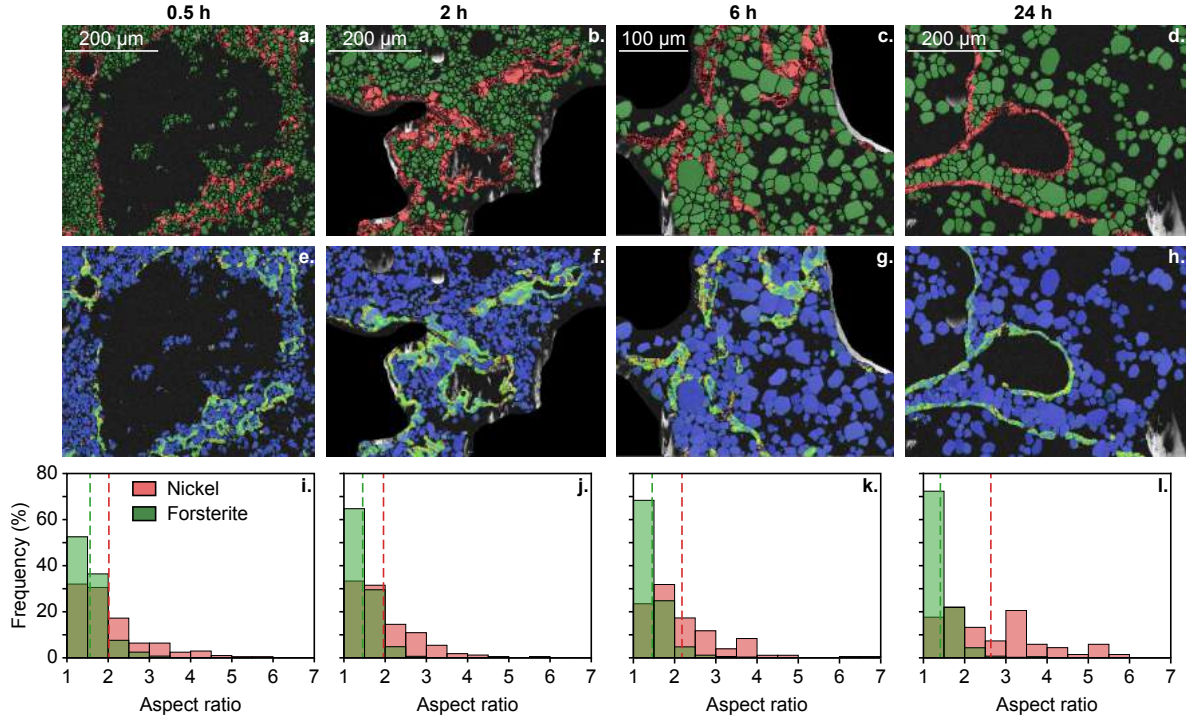 0.5 h 2 h 6 h 24 h
200 µm a. 200 µm b. 100 µm c. 200 µm d.
e. f. g. h.
80 i. j. k. l.
Nickel
60
Forsterite
40
20
0
Frequency (%)
1 2 3 4 5 6 7 1 2 3 4 5 6 7 1 2 3 4 5 6 7 1 2 3 4 5 6 7
Aspect ratio Aspect ratio Aspect ratio Aspect ratio